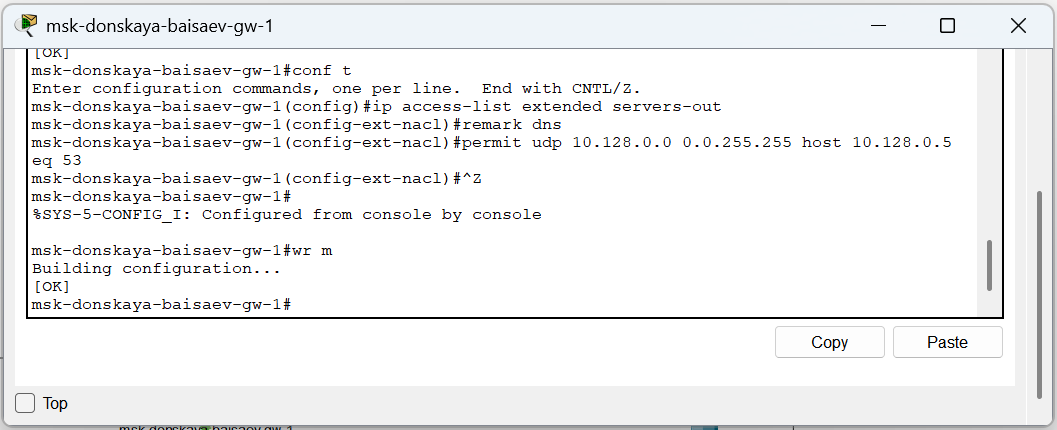 msk-donskaya-baisaev-gw-1
[OK]
msk-donskaya-baisaev-gw-1#conf t
Enter configuration commands, one per line.  End with CNTL/Z.
msk-donskaya-baisaev-gw-1(config)#ip access-list extended servers-out
msk-donskaya-baisaev-gw-1(config-ext-nacl)#remark dns
msk-donskaya-baisaev-gw-1(config-ext-nacl)#permit udp 10.128.0.0 0.0.255.255 host 10.128.0.5
eq 53
msk-donskaya-baisaev-gw-1(config-ext-nacl)#^Z
msk-donskaya-baisaev-gw-1#
%SYS-5-CONFIG_I: Configured from console by console
msk-donskaya-baisaev-gw-1#wr m
Building configuration...
[OK]
msk-donskaya-baisaev-gw-1#
Copy
Paste
Top
msk-donskaya-baisaev-gw-1